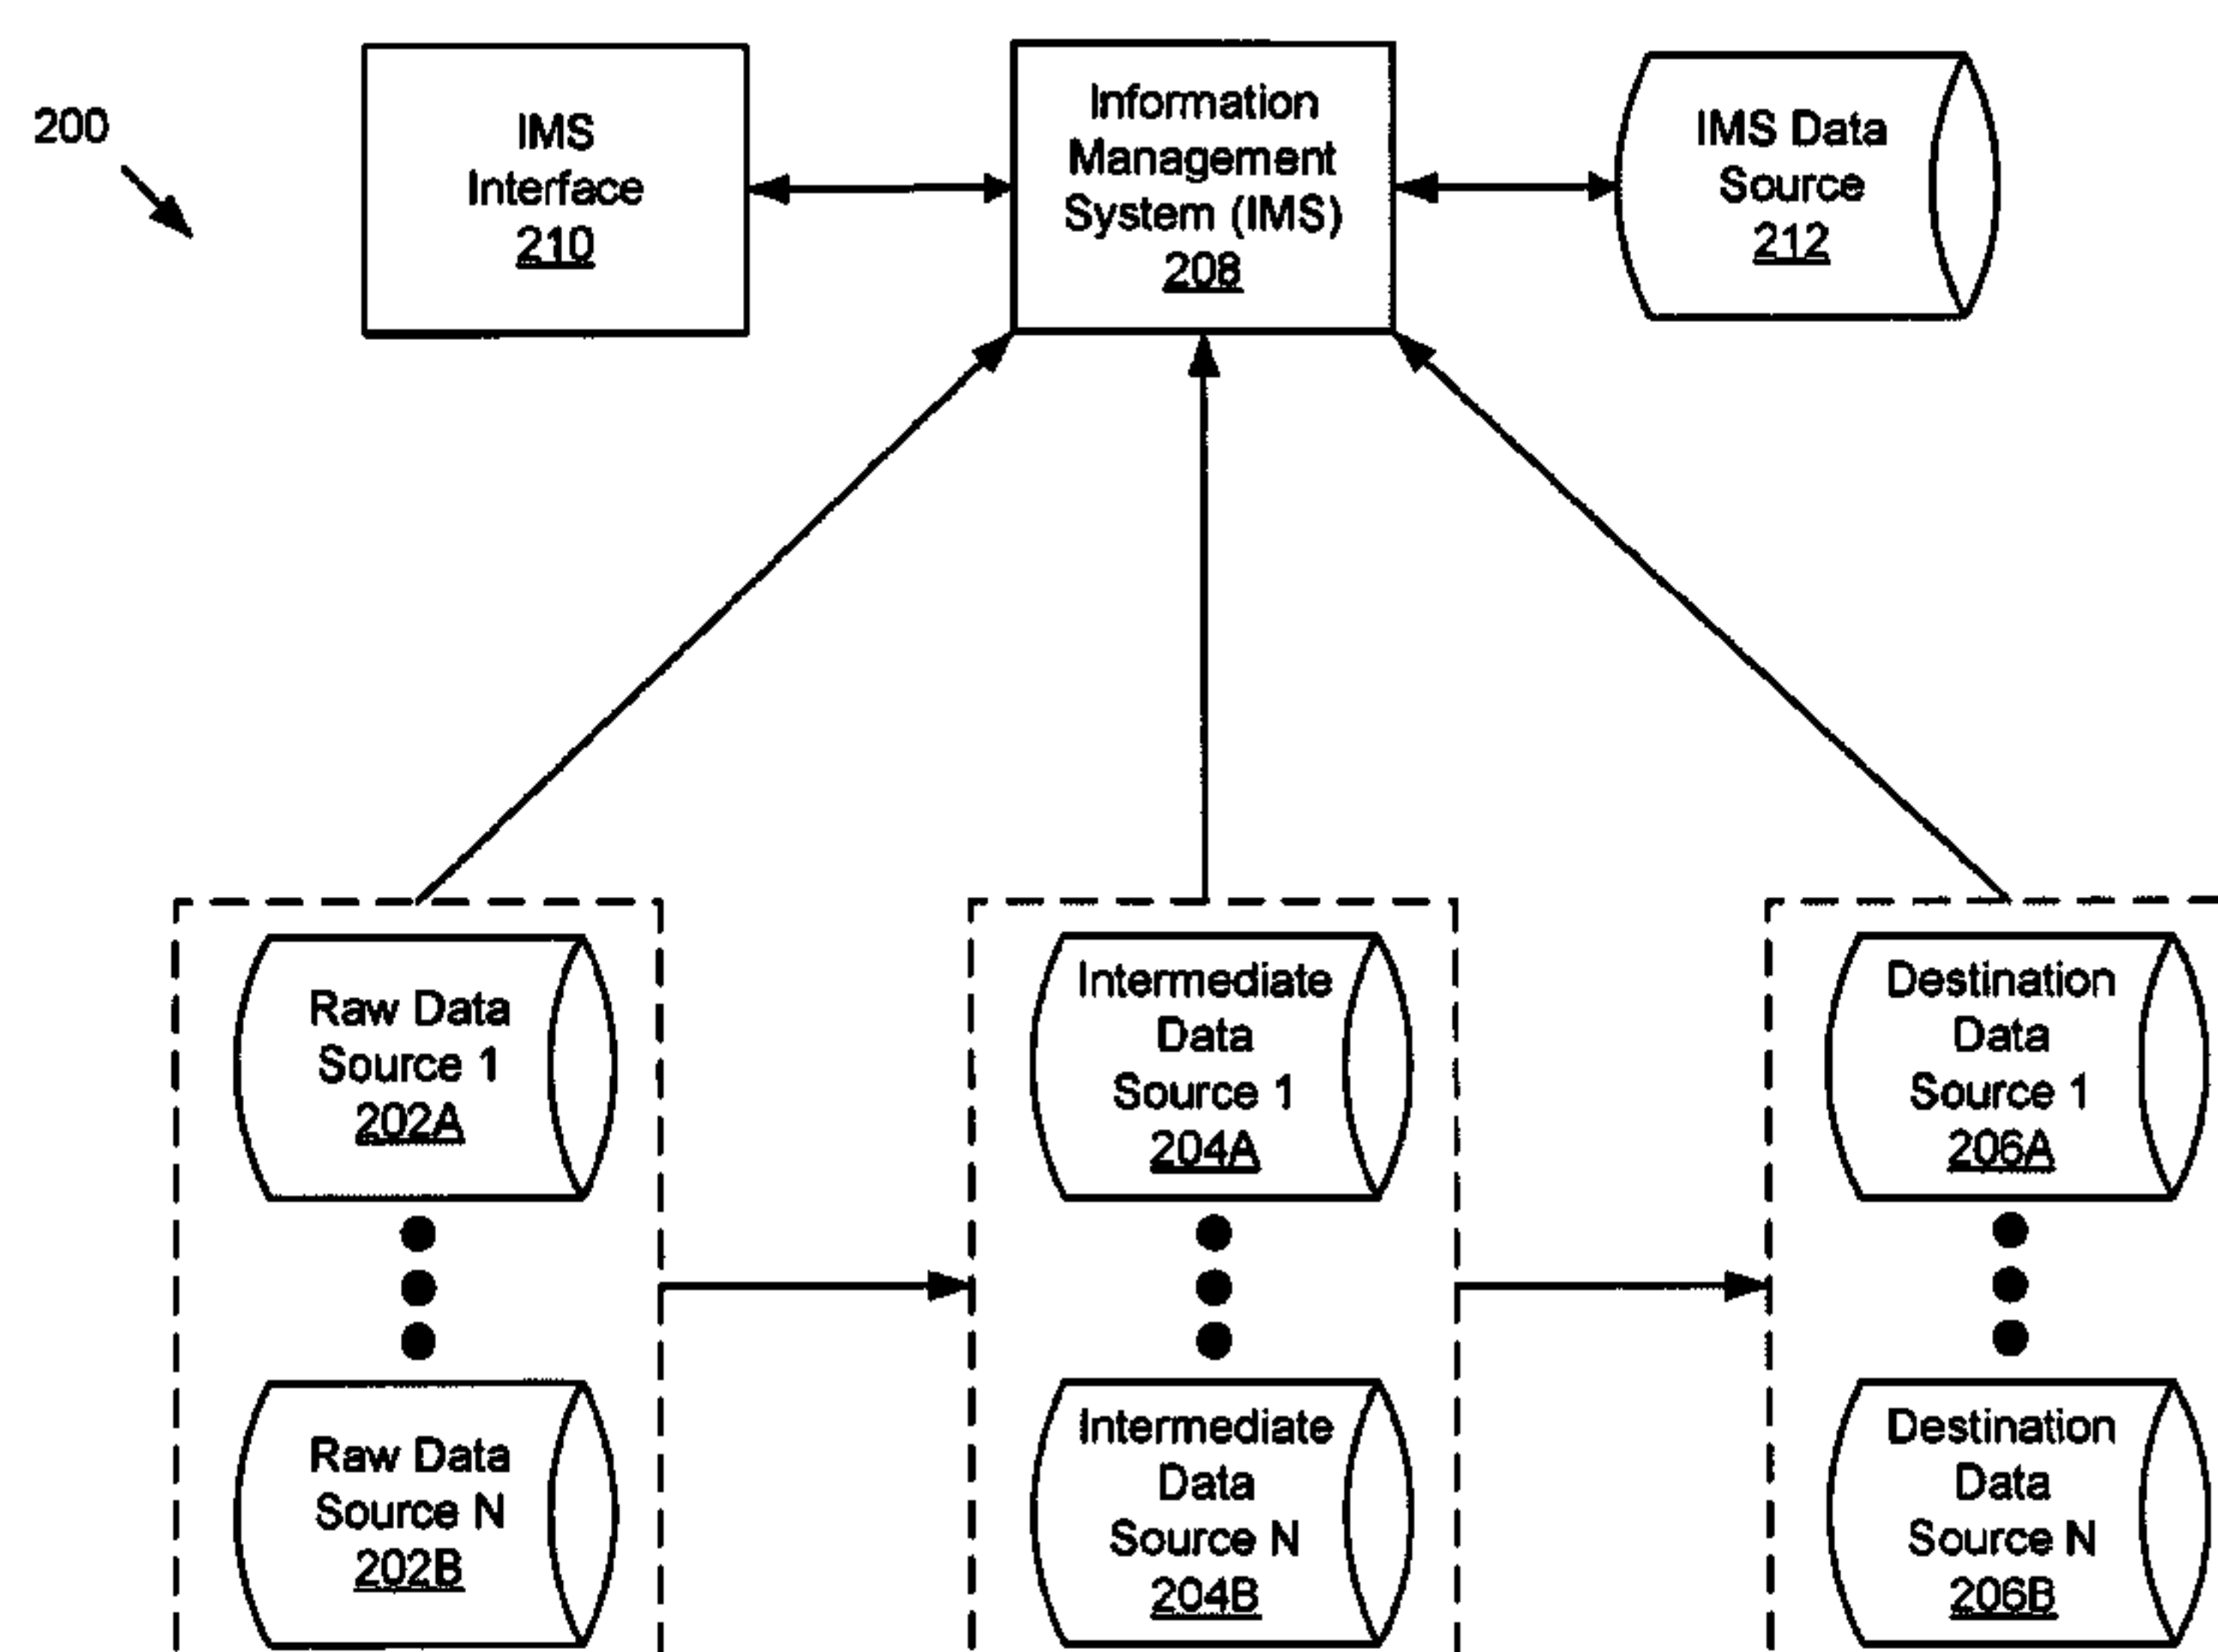 200
IMS
Interface
210
Information
Management
System (IMS)
208
IMS Data
Source
212
Raw Data
Source 1
202A
Intermediate
Data
Source 1
204A
Destination
Data
Source 1
206A
Raw Data
Source N
202B
Intermediate
Data
Source N
204B
Destination
Data
Source N
206B